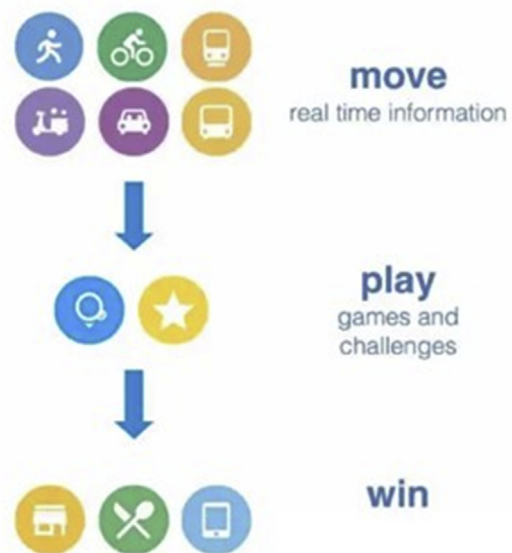 move
real time information
play
games and
challenges
win